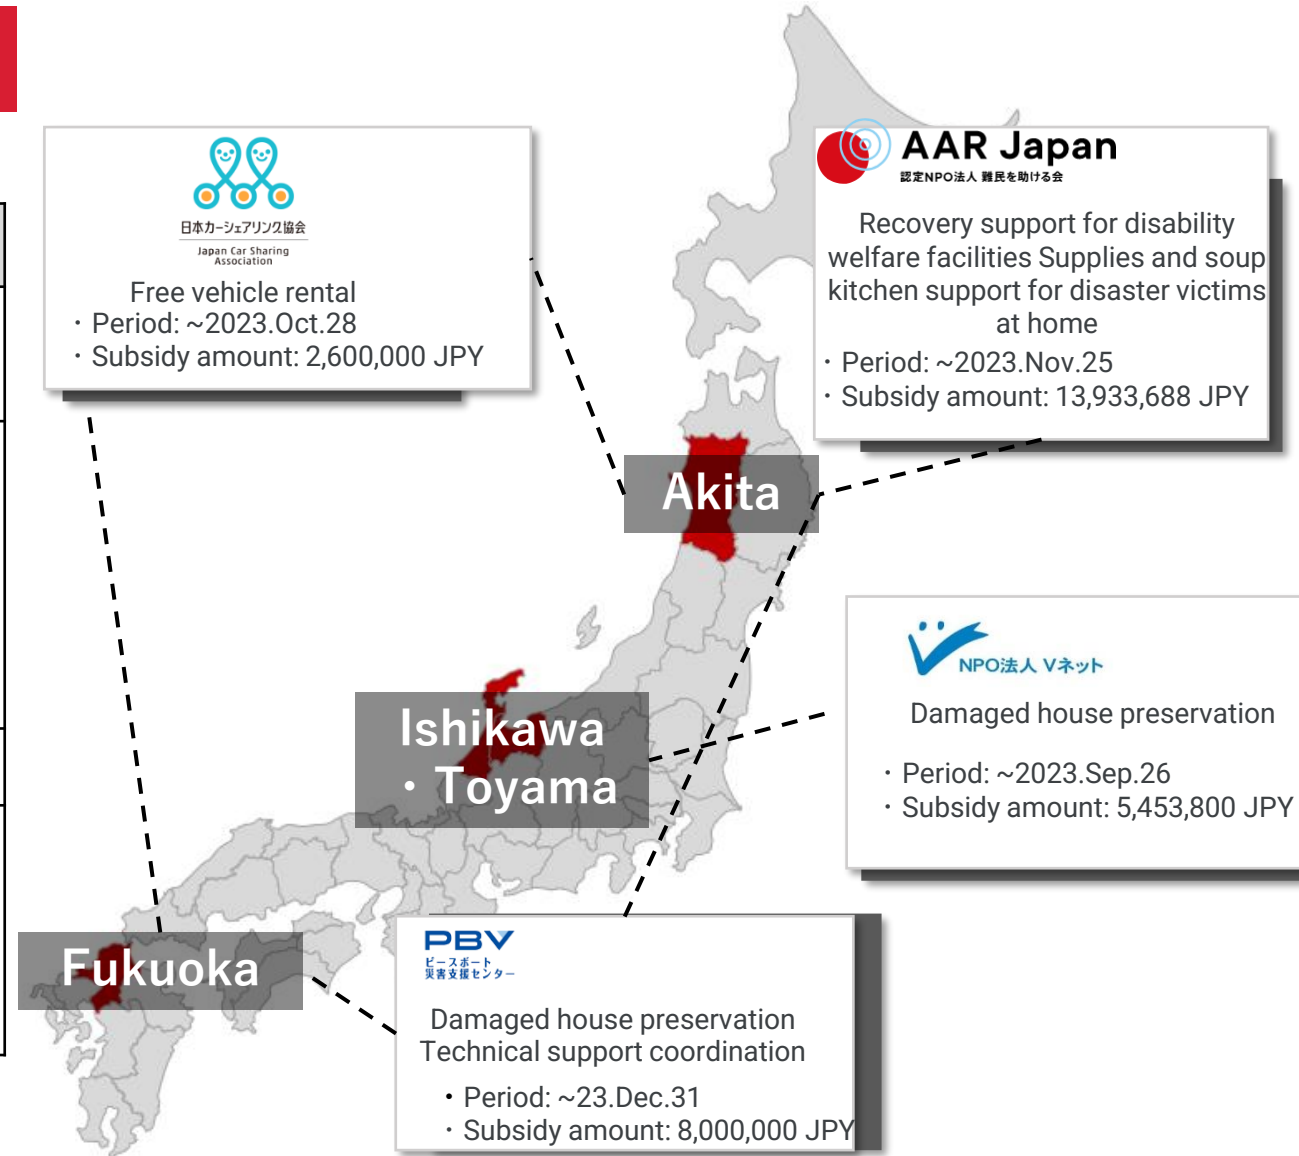 日本カーシェアリング協会
Japan Car Sharing
Association
Free vehicle rental
・Period: ~2023.Oct.28
・Subsidy amount: 2,600,000 JPY
AAR Japan
認定NPO法人 難民を助ける会
Recovery support for disability
welfare facilities Supplies and soup
kitchen support for disaster victims
at home
・Period: ~2023.Nov.25
・Subsidy amount: 13,933,688 JPY
Akita
NPO法人 Vネット
Damaged house preservation
・Period: ~2023.Sep.26
・Subsidy amount: 5,453,800 JPY
Ishikawa
・Toyama
Fukuoka
PBV
ピースボート
災害支援センター
Damaged house preservation
Technical support coordination
・Period: ~23.Dec.31
・Subsidy amount: 8,000,000 JPY